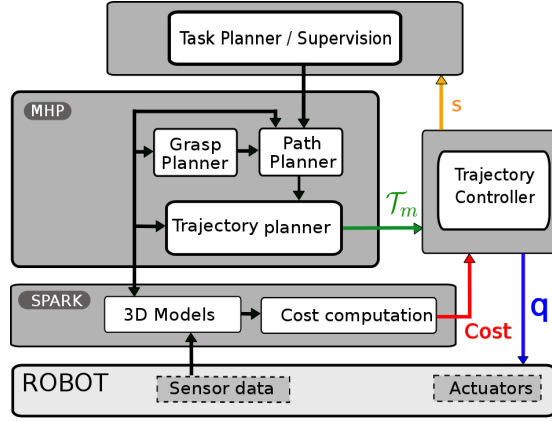 Task Planner / Supervision
MHP
s
Grasp
Planner
Path
Planner
Trajectory
Controller
Trajectory planner
𝒯m
SPARK
3D Models
Cost computation
Cost
q
ROBOT
Sensor data
Actuators